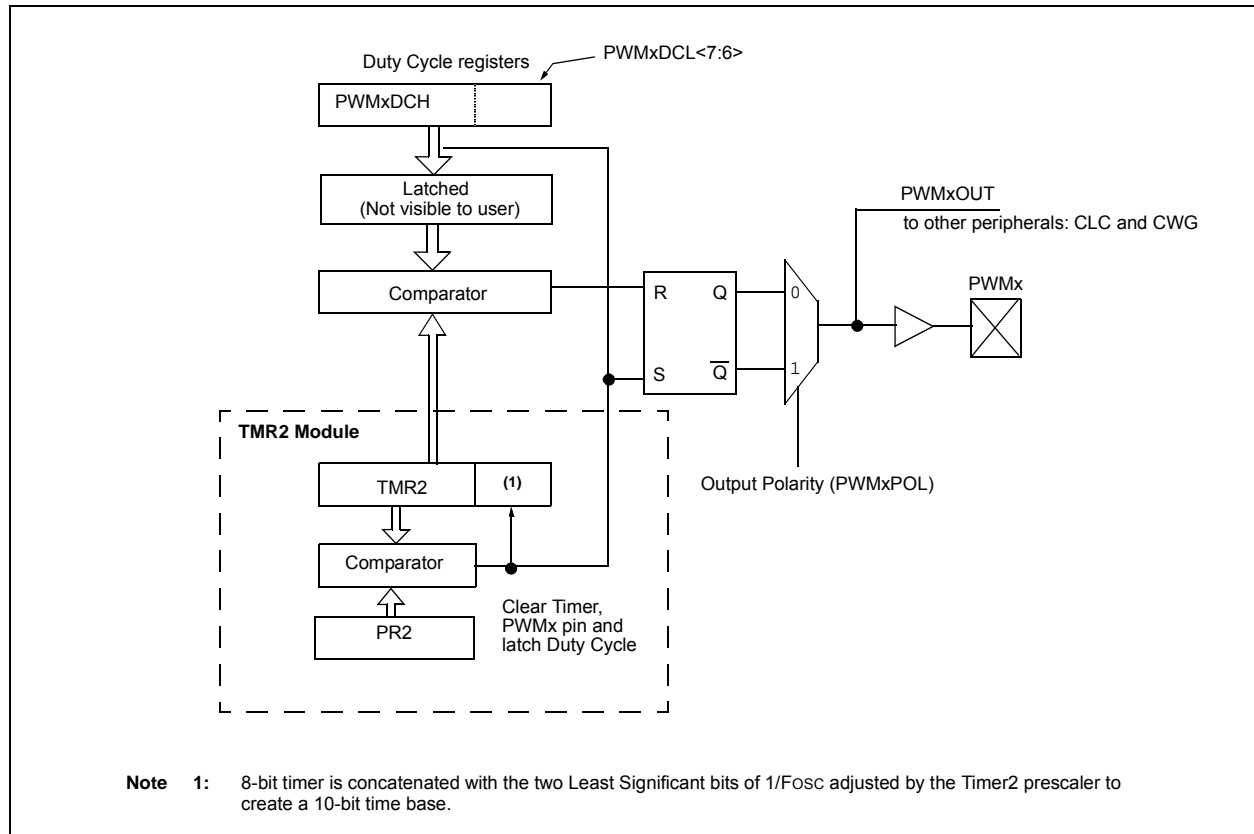 Duty Cycle registers
PWMxDCL<7:6>
PWMxDCH
Latched
(Not visible to user)
Comparator
R
Q
S
Q̅
0
1
PWMxOUT
to other peripherals: CLC and CWG
PWMx
Output Polarity (PWMxPOL)
TMR2 Module
TMR2
(1)
Comparator
PR2
Clear Timer,
PWMx pin and
latch Duty Cycle
Note 1: 8-bit timer is concatenated with the two Least Significant bits of 1/FOSC adjusted by the Timer2 prescaler to
create a 10-bit time base.